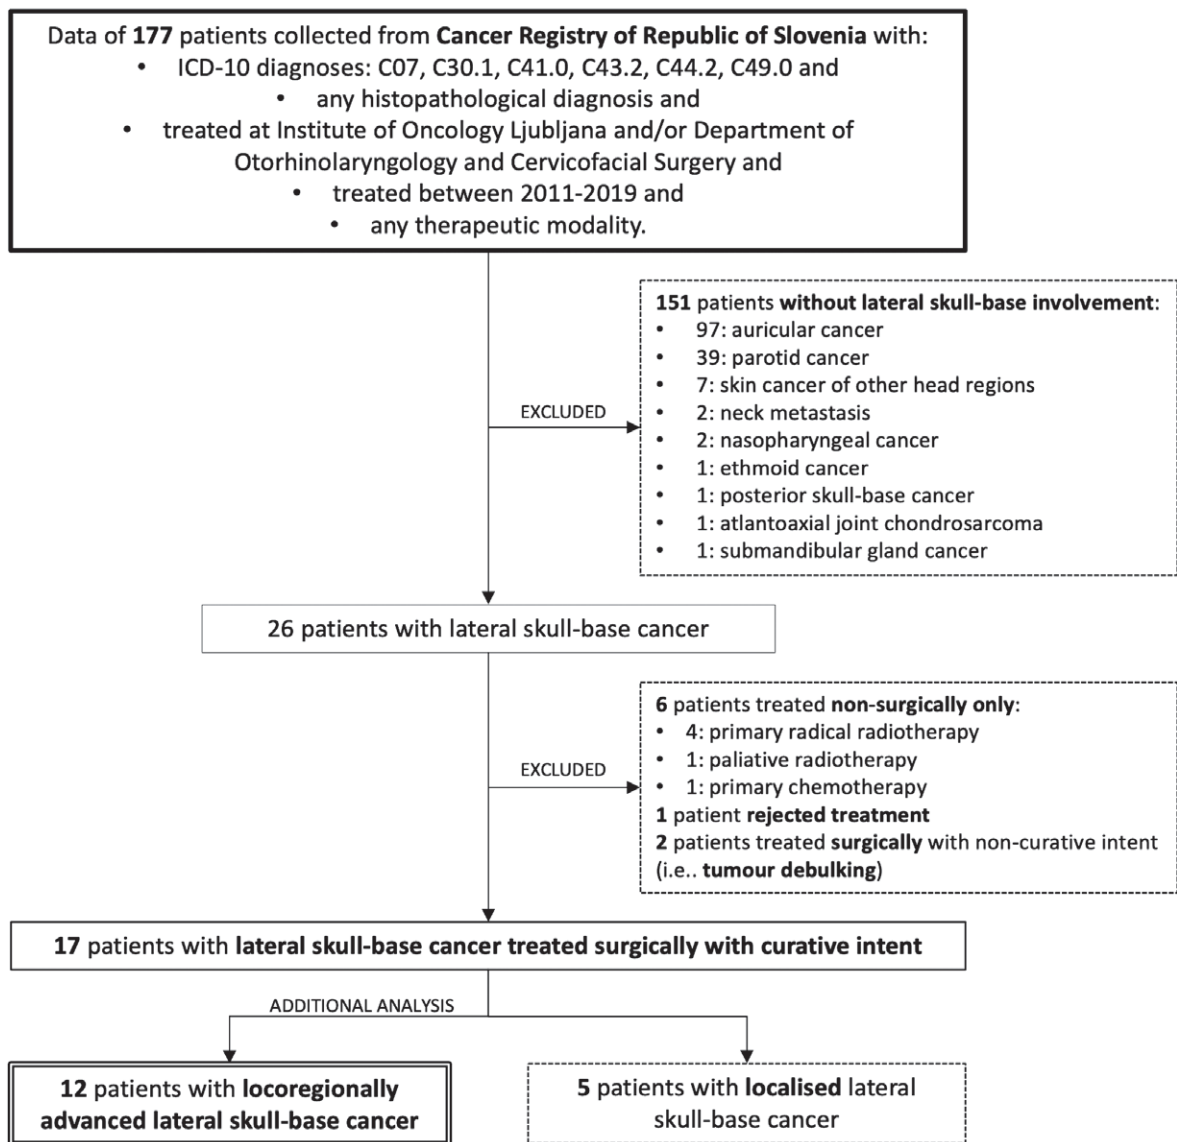 Data of 177 patients collected from Cancer Registry of Republic of Slovenia with:
• ICD-10 diagnoses: C07, C30.1, C41.0, C43.2, C44.2, C49.0 and
• any histopathological diagnosis and
• treated at Institute of Oncology Ljubljana and/or Department of
Otorhinolaryngology and Cervicofacial Surgery and
• treated between 2011-2019 and
• any therapeutic modality.
EXCLUDED
151 patients without lateral skull-base involvement:
• 97: auricular cancer
• 39: parotid cancer
• 7: skin cancer of other head regions
• 2: neck metastasis
• 2: nasopharyngeal cancer
• 1: ethmoid cancer
• 1: posterior skull-base cancer
• 1: atlantoaxial joint chondrosarcoma
• 1: submandibular gland cancer
26 patients with lateral skull-base cancer
EXCLUDED
6 patients treated non-surgically only:
• 4: primary radical radiotherapy
• 1: paliative radiotherapy
• 1: primary chemotherapy
1 patient rejected treatment
2 patients treated surgically with non-curative intent
(i.e.. tumour debulking)
17 patients with lateral skull-base cancer treated surgically with curative intent
ADDITIONAL ANALYSIS
12 patients with locoregionally
advanced lateral skull-base cancer
5 patients with localised lateral
skull-base cancer